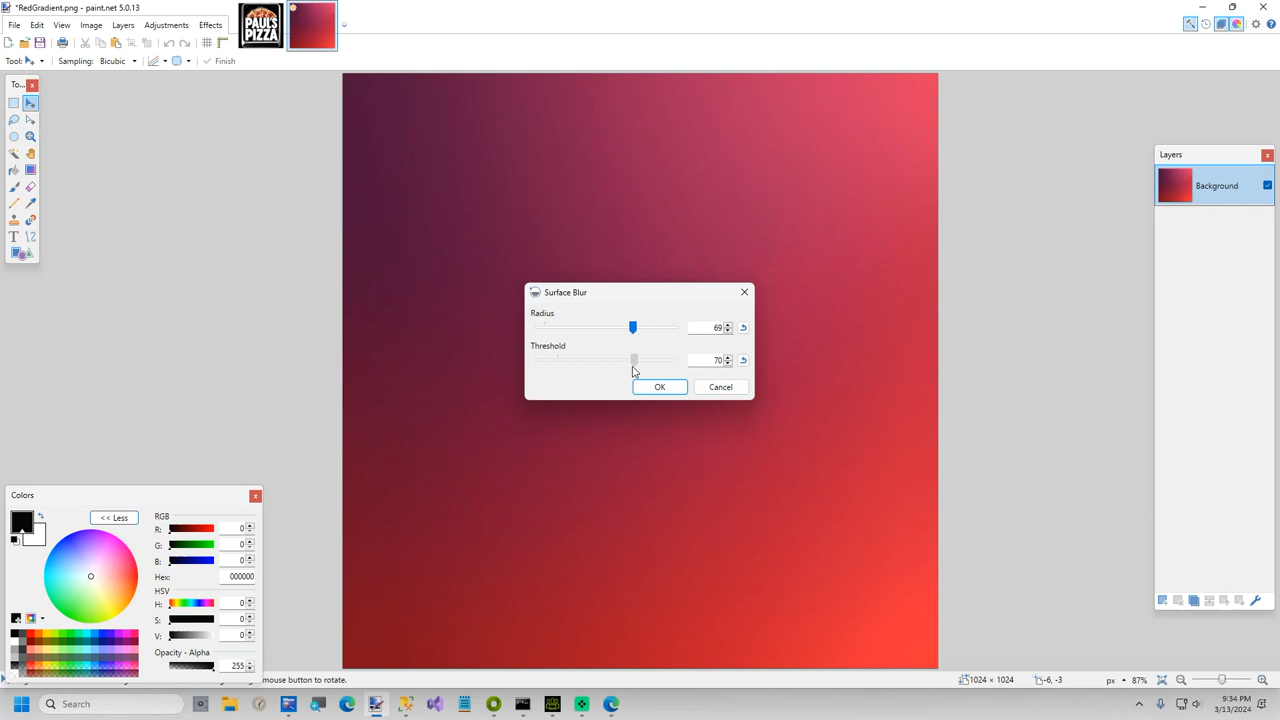 *RedGradient.png - paint.net 5.0.13
File Edit View Image Layers Adjustments Effects
PAUL'S
PIZZA
Tool: Sampling: Bicubic Finish
To...
Layers
Background
Surface Blur
Radius
69
Threshold
70
OK Cancel
Colors
<< Less
RGB
R: 0
G: 0
B: 0
Hex: 000000
HSV
H: 0
S: 0
V: 0
Opacity - Alpha
255
mouse button to rotate.
1024 × 1024
-6, -3
px
87%
Search
9:34 PM
3/13/2024